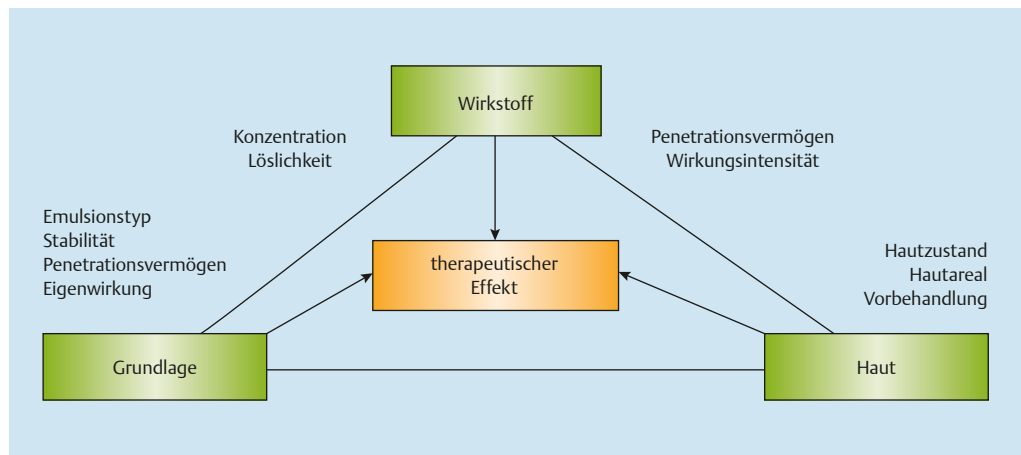 Wirkstoff
Konzentration
Löslichkeit
Penetrationsvermögen
Wirkungsintensität
Emulsionstyp
Stabilität
Penetrationsvermögen
Eigenwirkung
therapeutischer
Effekt
Hautzustand
Hautareal
Vorbehandlung
Grundlage
Haut